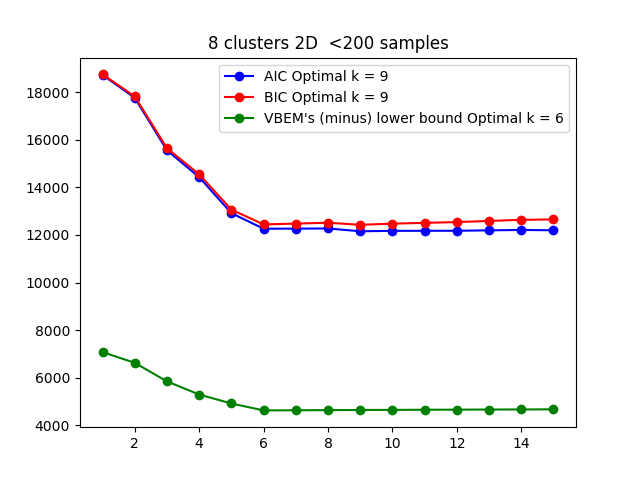 8 clusters 2D  <200 samples
AIC Optimal k = 9
BIC Optimal k = 9
VBEM's (minus) lower bound Optimal k = 6
18000
16000
14000
12000
10000
8000
6000
4000
2 4 6 8 10 12 14